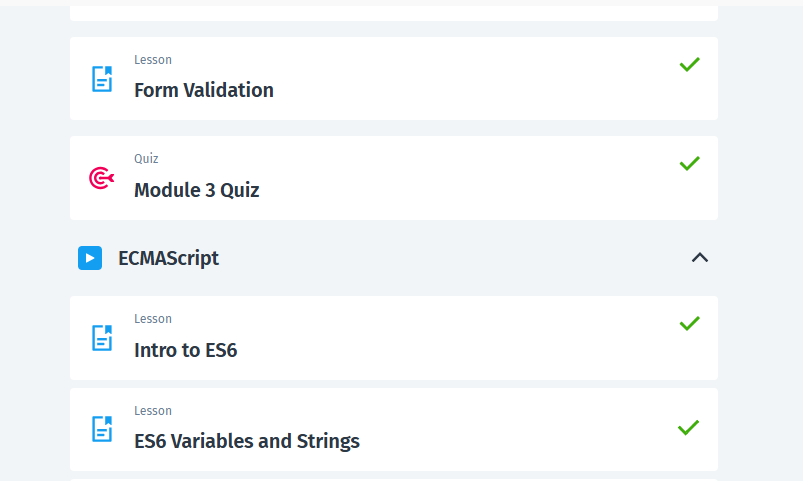 Lesson
Form Validation
Quiz
Module 3 Quiz
ECMAScript
Lesson
Intro to ES6
Lesson
ES6 Variables and Strings